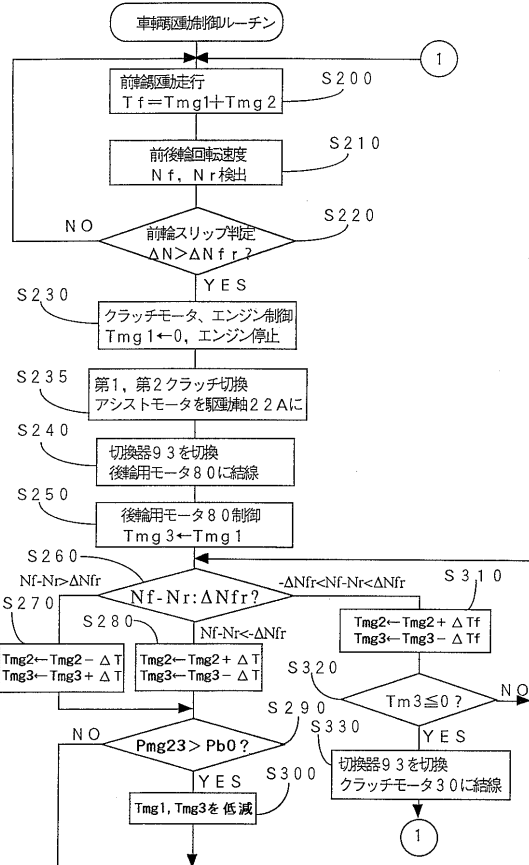 車輌駆動制御ルーチン
1
前輪駆動走行
Tf=Tmg1+Tmg2
S200
前後輪回転速度
Nf, Nr検出
S210
前輪スリップ判定
ΔN>ΔNfr?
S220
NO
YES
S230
クラッチモータ、エンジン制御
Tmg1←0, エンジン停止
S235
第1, 第2クラッチ切換
アシストモータを駆動軸22Aに
S240
切換器93を切換
後輪用モータ80に結線
S250
後輪用モータ80制御
Tmg3←Tmg1
S260
Nf-Nr:ΔNfr?
Nf-Nr>ΔNfr
Nf-Nr<-ΔNfr
-ΔNfr<Nf-Nr<ΔNfr
S270
Tmg2←Tmg2-ΔT
Tmg3←Tmg3+ΔT
S280
Tmg2←Tmg2+ΔT
Tmg3←Tmg3-ΔT
S310
Tmg2←Tmg2+ΔTf
Tmg3←Tmg3-ΔTf
S320
Tm3≦0?
NO
YES
S290
Pmg23>Pb0?
NO
YES
S300
Tmg1,Tmg3を低減
S330
切換器93を切換
クラッチモータ30に結線
1